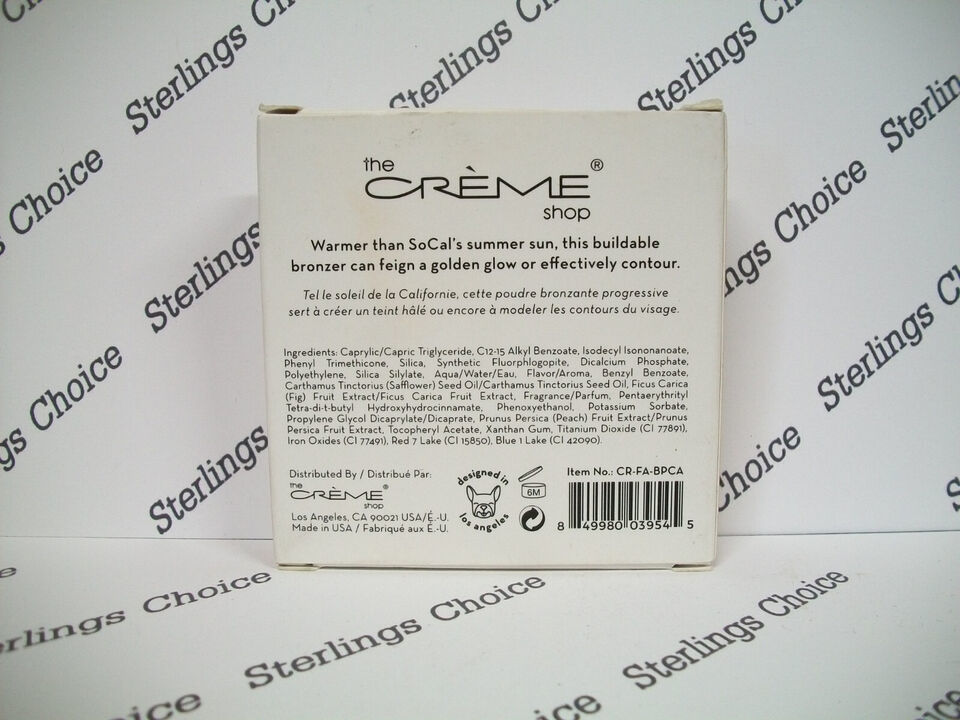 the
CRÈME®
shop
Warmer than SoCal's summer sun, this buildable
bronzer can feign a golden glow or effectively contour.
Tel le soleil de la Californie, cette poudre bronzante progressive
sert à créer un teint hâlé ou encore à modeler les contours du visage.
Ingredients: Caprylic/Capric Triglyceride, C12-15 Alkyl Benzoate, Isodecyl Isononanoate,
Phenyl Trimethicone, Silica, Synthetic Fluorphlogopite, Dicalcium Phosphate,
Polyethylene, Silica Silylate, Aqua/Water/Eau, Flavor/Aroma, Benzyl Benzoate,
Carthamus Tinctorius (Safflower) Seed Oil/Carthamus Tinctorius Seed Oil, Ficus Carica
(Fig) Fruit Extract/Ficus Carica Fruit Extract, Fragrance/Parfum, Pentaerythrityl
Tetra-di-t-butyl Hydroxyhydrocinnamate, Phenoxyethanol, Potassium Sorbate,
Propylene Glycol Dicaprylate/Dicaprate, Prunus Persica (Peach) Fruit Extract/Prunus
Persica Fruit Extract, Tocopheryl Acetate, Xanthan Gum, Titanium Dioxide (CI 77891),
Iron Oxides (CI 77491), Red 7 Lake (CI 15850), Blue 1 Lake (CI 42090).
Distributed By / Distribué Par:
the
CRÈME®
shop
Los Angeles, CA 90021 USA/É.-U.
Made in USA / Fabriqué aux É.-U.
designed in
los angeles
6M
Item No.: CR-FA-BPCA
8 49980 03954 5
Sterlings Choice
Sterlings Choice
Sterlings Choice
Sterlings Choice
Sterlings Choice
Sterlings Choice
Sterlings Choice
Sterlings Choice